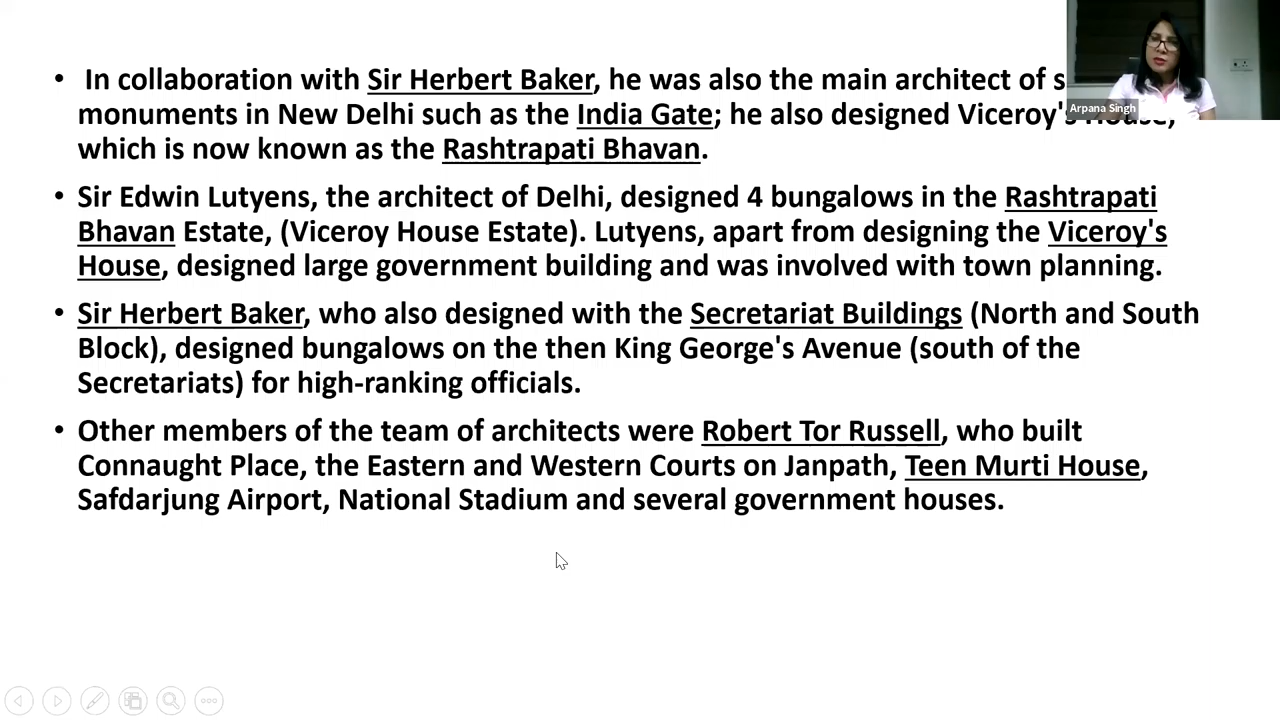 In collaboration with Sir Herbert Baker, he was also the main architect of
monuments in New Delhi such as the India Gate; he also designed Viceroy's House,
which is now known as the Rashtrapati Bhavan.
Sir Edwin Lutyens, the architect of Delhi, designed 4 bungalows in the Rashtrapati
Bhavan Estate, (Viceroy House Estate). Lutyens, apart from designing the Viceroy's
House, designed large government building and was involved with town planning.
Sir Herbert Baker, who also designed with the Secretariat Buildings (North and South
Block), designed bungalows on the then King George's Avenue (south of the
Secretariats) for high-ranking officials.
Other members of the team of architects were Robert Tor Russell, who built
Connaught Place, the Eastern and Western Courts on Janpath, Teen Murti House,
Safdarjung Airport, National Stadium and several government houses.
Arpana Singh